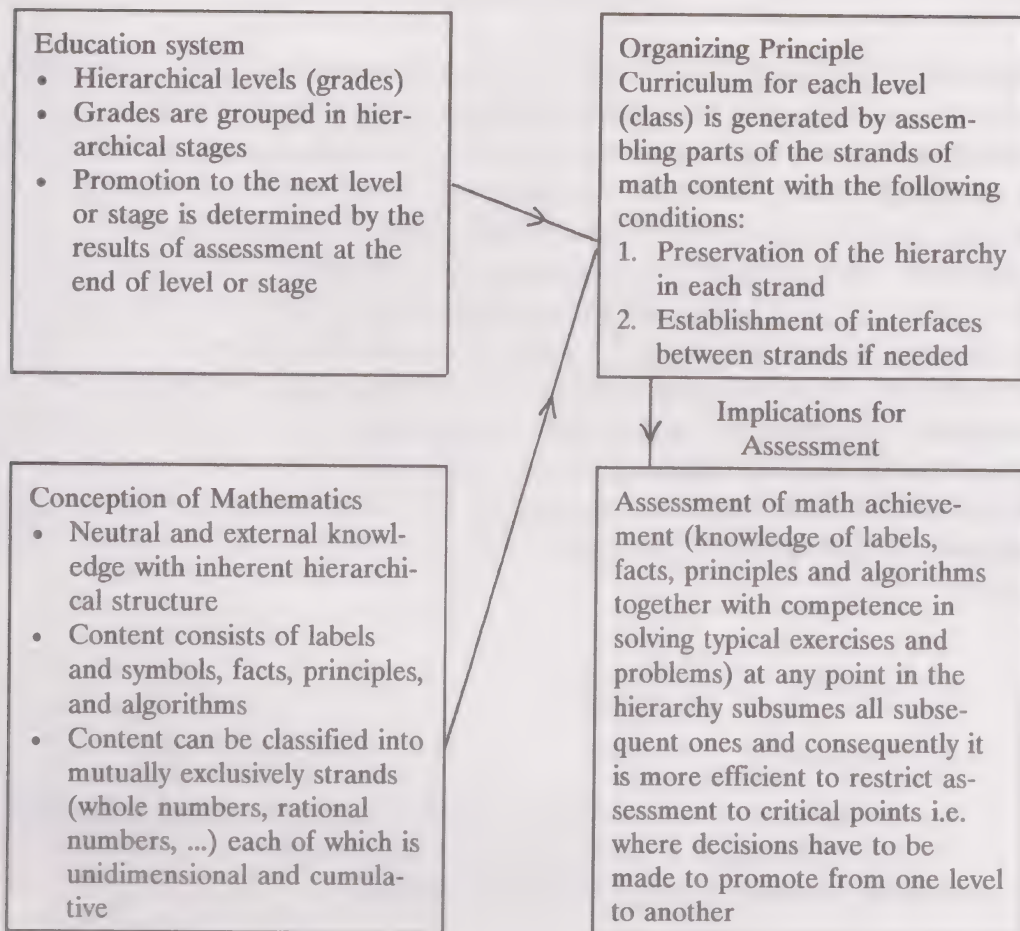 Education system
• Hierarchical levels (grades)
• Grades are grouped in hier-
archical stages
• Promotion to the next level
or stage is determined by the
results of assessment at the
end of level or stage
Organizing Principle
Curriculum for each level
(class) is generated by assem-
bling parts of the strands of
math content with the following
conditions:
1. Preservation of the hierarchy
in each strand
2. Establishment of interfaces
between strands if needed
Implications for
Assessment
Conception of Mathematics
• Neutral and external knowl-
edge with inherent hierarchi-
cal structure
• Content consists of labels
and symbols, facts, principles,
and algorithms
• Content can be classified into
mutually exclusively strands
(whole numbers, rational
numbers, ...) each of which is
unidimensional and cumula-
tive
Assessment of math achieve-
ment (knowledge of labels,
facts, principles and algorithms
together with competence in
solving typical exercises and
problems) at any point in the
hierarchy subsumes all subse-
quent ones and consequently it
is more efficient to restrict as-
sessment to critical points i.e.
where decisions have to be
made to promote from one level
to another